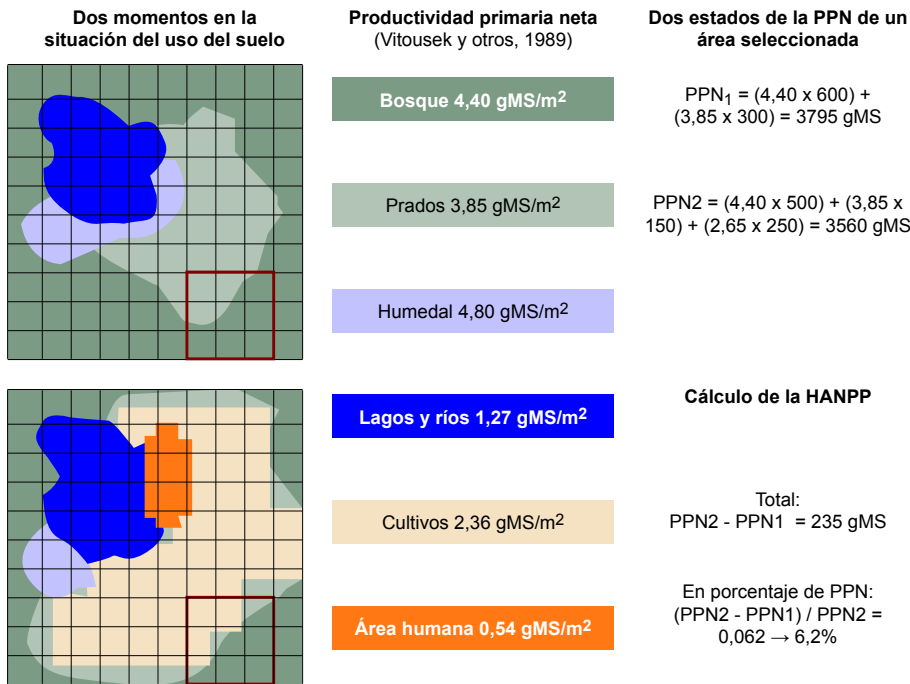 Dos momentos en la
situación del uso del suelo
Productividad primaria neta
(Vitousek y otros, 1989)
Dos estados de la PPN de un
área seleccionada
Bosque 4,40 gMS/m²
Prados 3,85 gMS/m²
Humedal 4,80 gMS/m²
Lagos y ríos 1,27 gMS/m²
Cultivos 2,36 gMS/m²
Área humana 0,54 gMS/m²
PPN₁ = (4,40 x 600) +
(3,85 x 300) = 3795 gMS
PPN2 = (4,40 x 500) + (3,85 x
150) + (2,65 x 250) = 3560 gMS
Cálculo de la HANPP
Total:
PPN2 - PPN1 = 235 gMS
En porcentaje de PPN:
(PPN2 - PPN1) / PPN2 =
0,062 → 6,2%